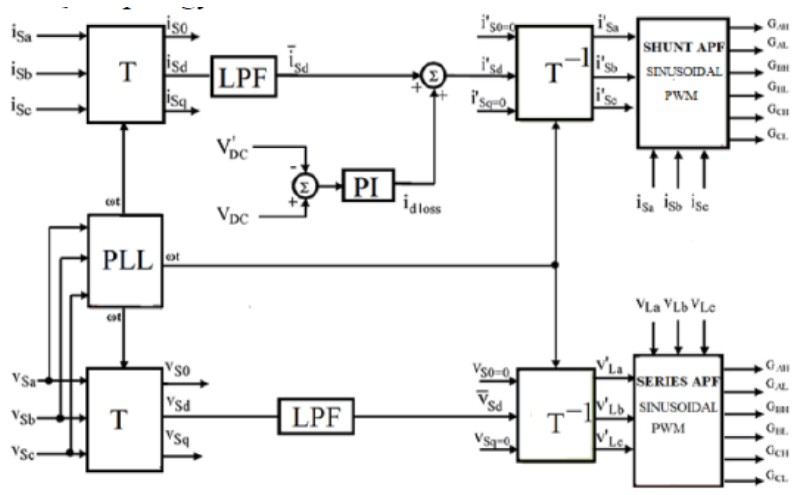 iSa
iSb
iSc
T
iS0
iSd
iSq
LPF
i̅Sd
Σ
+
+
i'S0=0
i'Sd
i'Sq=0
T⁻¹
i'Sa
i'Sb
i'Sc
SHUNT APF
SINUSOIDAL
PWM
GAH
GAL
GBH
GBL
GCH
GCL
iSa iSb iSc
V'DC
-
Σ
+
VDC
PI
idloss
ωt
PLL
ωt
ωt
vSa
vSb
vSc
T
vS0
vSd
vSq
LPF
VS0=0
v̅Sd
VSq=0
T⁻¹
V'La
V'Lb
V'Lc
VLa VLb VLc
SERIES APF
SINUSOIDAL
PWM
GAH
GAL
GBH
GBL
GCH
GCL